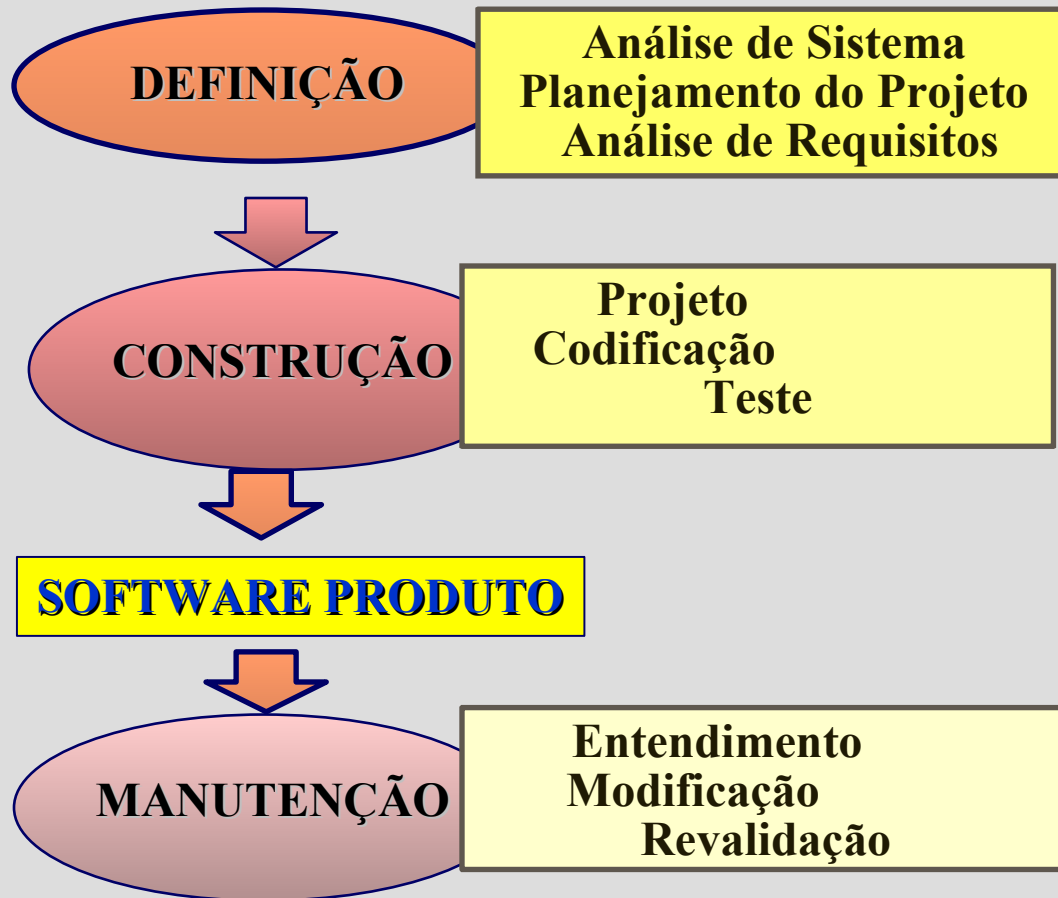 DEFINIÇÃO
Análise de Sistema
Planejamento do Projeto
Análise de Requisitos
CONSTRUÇÃO
Projeto
Codificação
Teste
SOFTWARE PRODUTO
MANUTENÇÃO
Entendimento
Modificação
Revalidação